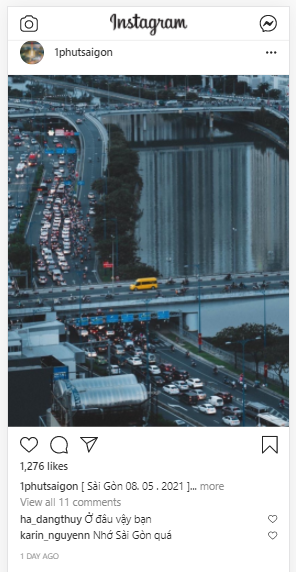 Instagram
1phutsaigon
1,276 likes
1phutsaigon [ Sài Gòn 08. 05 . 2021 ]... more
View all 11 comments
ha_dangthuy Ở đâu vậy bạn
karin_nguyenn Nhớ Sài Gòn quá
1 DAY AGO